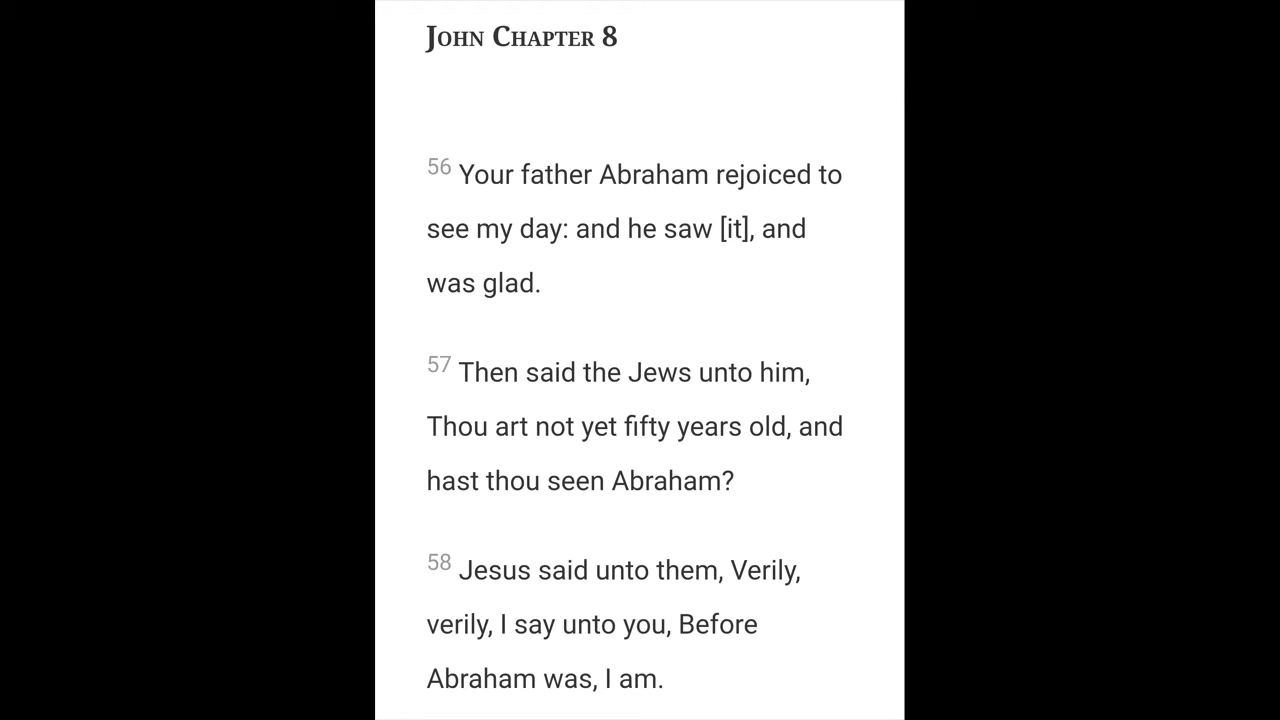 John Chapter 8
56 Your father Abraham rejoiced to
see my day: and he saw [it], and
was glad.
57 Then said the Jews unto him,
Thou art not yet fifty years old, and
hast thou seen Abraham?
58 Jesus said unto them, Verily,
verily, I say unto you, Before
Abraham was, I am.